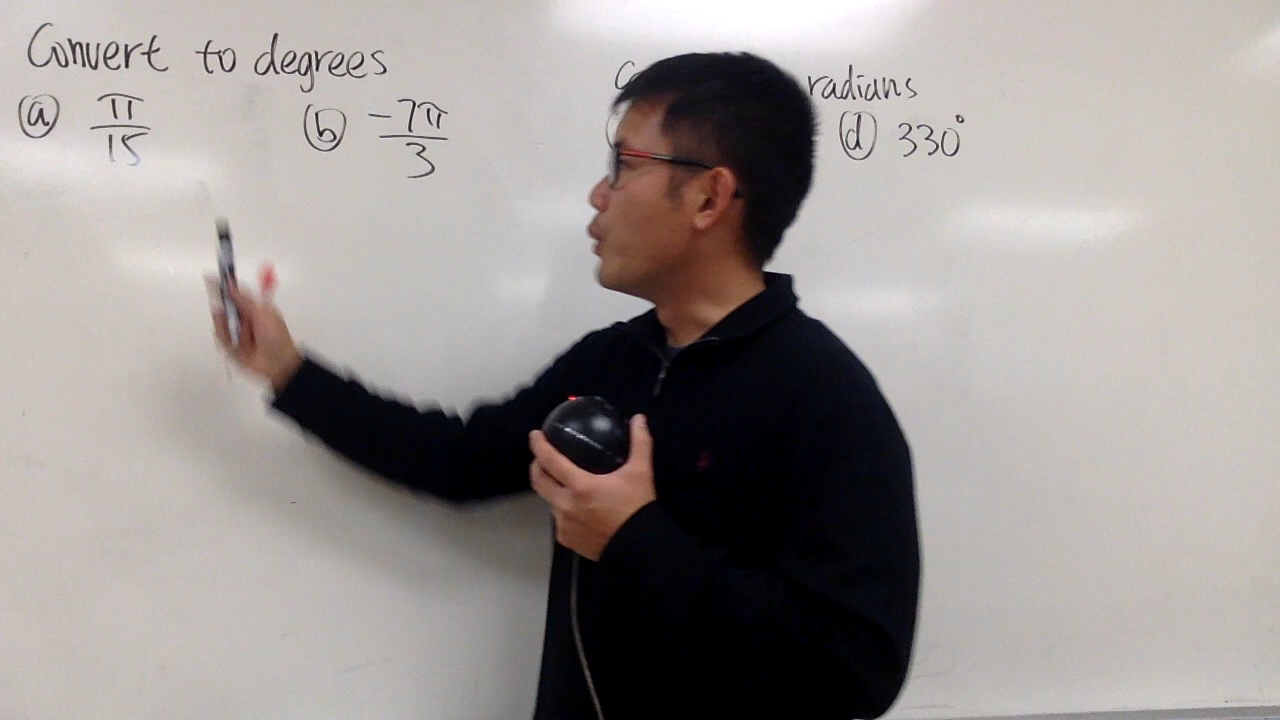 Convert to degrees
ⓐ π/15 ⓑ -7π/3
radians
ⓓ 330°